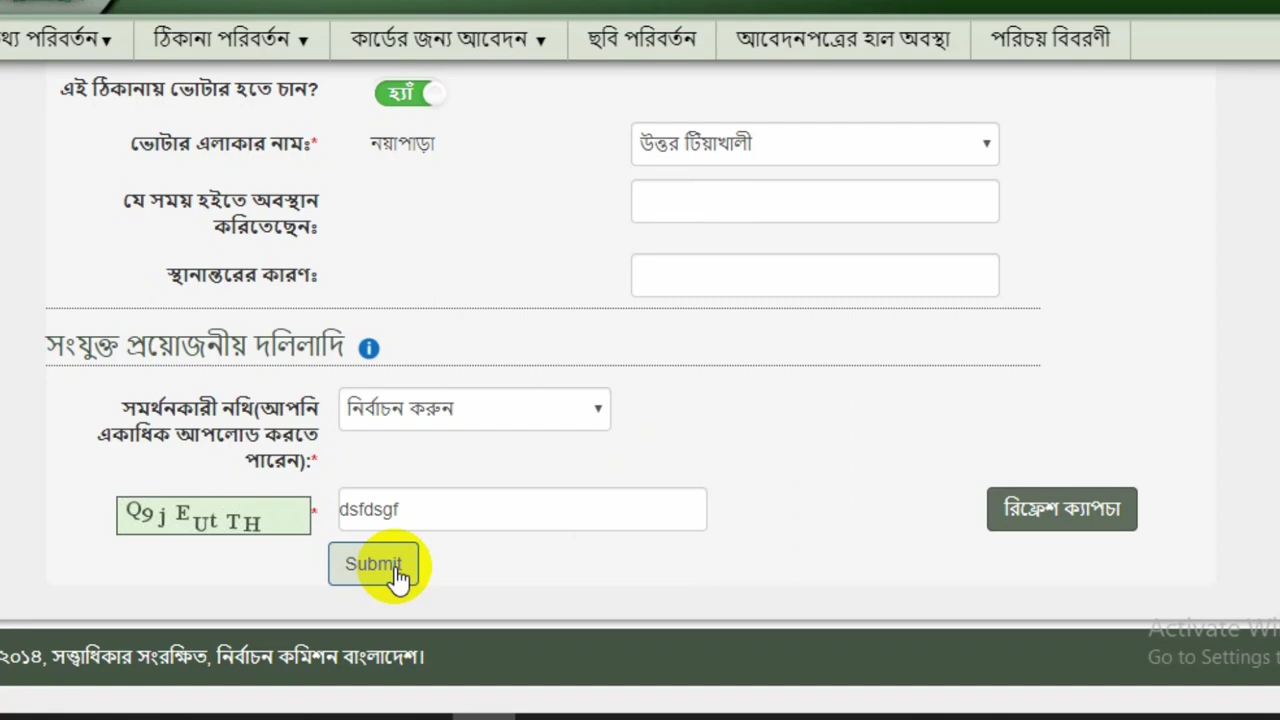 থ্য পরিবর্তন▼ ঠিকানা পরিবর্তন ▼ কার্ডের জন্য আবেদন ▼ ছবি পরিবর্তন আবেদনপত্রের হাল অবস্থা পরিচয় বিবরণী
এই ঠিকানায় ভোটার হতে চান? হ্যাঁ
ভোটার এলাকার নামঃ* নয়াপাড়া উত্তর টিয়াখালী
যে সময় হইতে অবস্থান
করিতেছেনঃ
স্থানান্তরের কারণঃ
সংযুক্ত প্রয়োজনীয় দলিলাদি i
সমর্থনকারী নথি(আপনি নির্বাচন করুন
একাধিক আপলোড করতে
পারেন):*
Q9j EUt TH * dsfdsgf রিফ্রেশ ক্যাপচা
Submit
Activate Wi
২০১৪, সত্ত্বাধিকার সংরক্ষিত, নির্বাচন কমিশন বাংলাদেশ। Go to Settings t